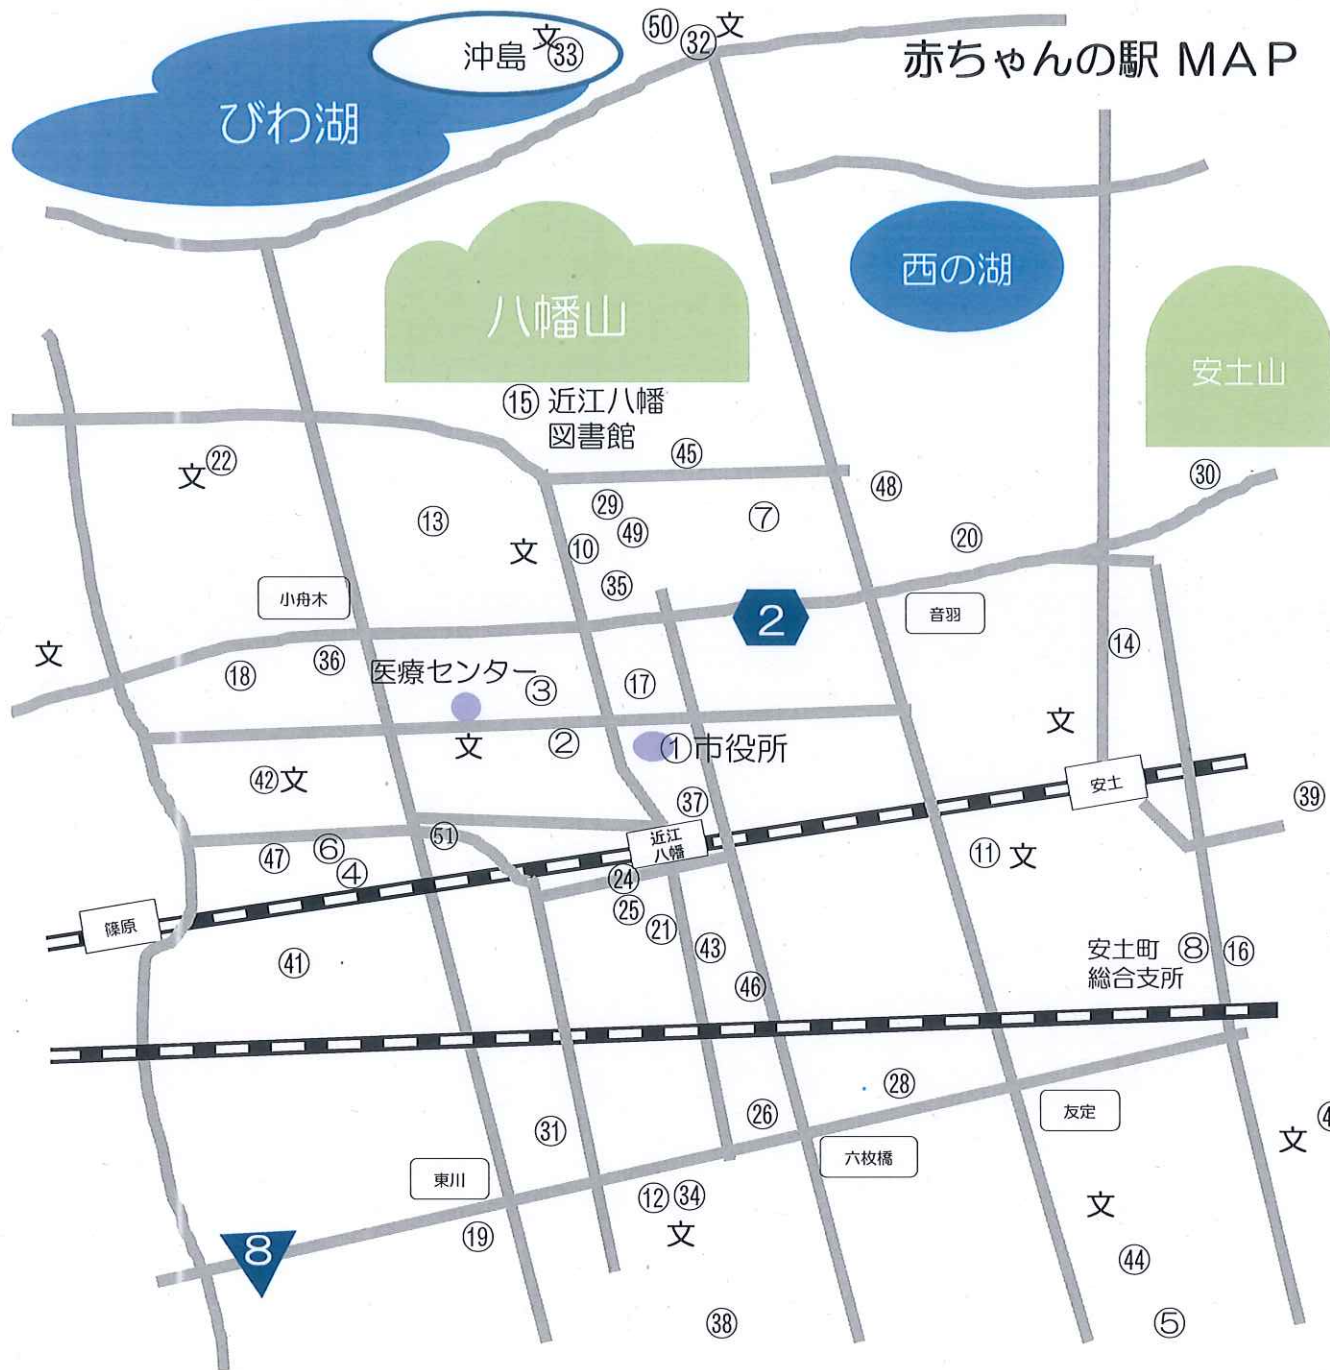 赤ちゃんの駅 MAP
㊿
㉜
文
沖島
文
㉝
びわ湖
西の湖
八幡山
安土山
⑮ 近江八幡
図書館
㊺
文
㉒
㊽
㉚
⑬
㉙
㊾
⑦
⑳
文
⑩
㉟
小舟木
2
音羽
文
⑱
㊱
医療センター
③
⑰
⑭
文
②
①市役所
文
㊷文
㊲
安土
㊴
㊼
⑥
④
51
近江
八幡
⑪ 文
㉔
㉕
㉑
㊸
篠原
㊶
㊻
安土町
総合支所
⑧
⑯
㉘
㉖
㉛
友定
文
六枚橋
東川
⑫
㉞
文
⑲
文
8
㊹
㊳
⑤